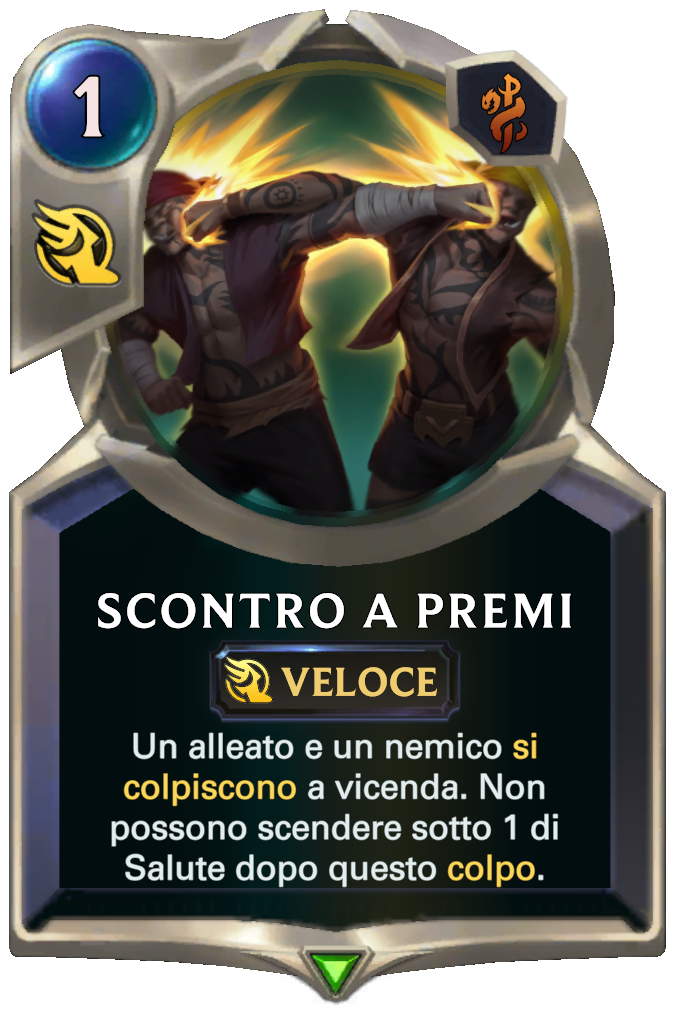 1
SCONTRO A PREMI
VELOCE
Un alleato e un nemico si
colpiscono a vicenda. Non
possono scendere sotto 1 di
Salute dopo questo colpo.